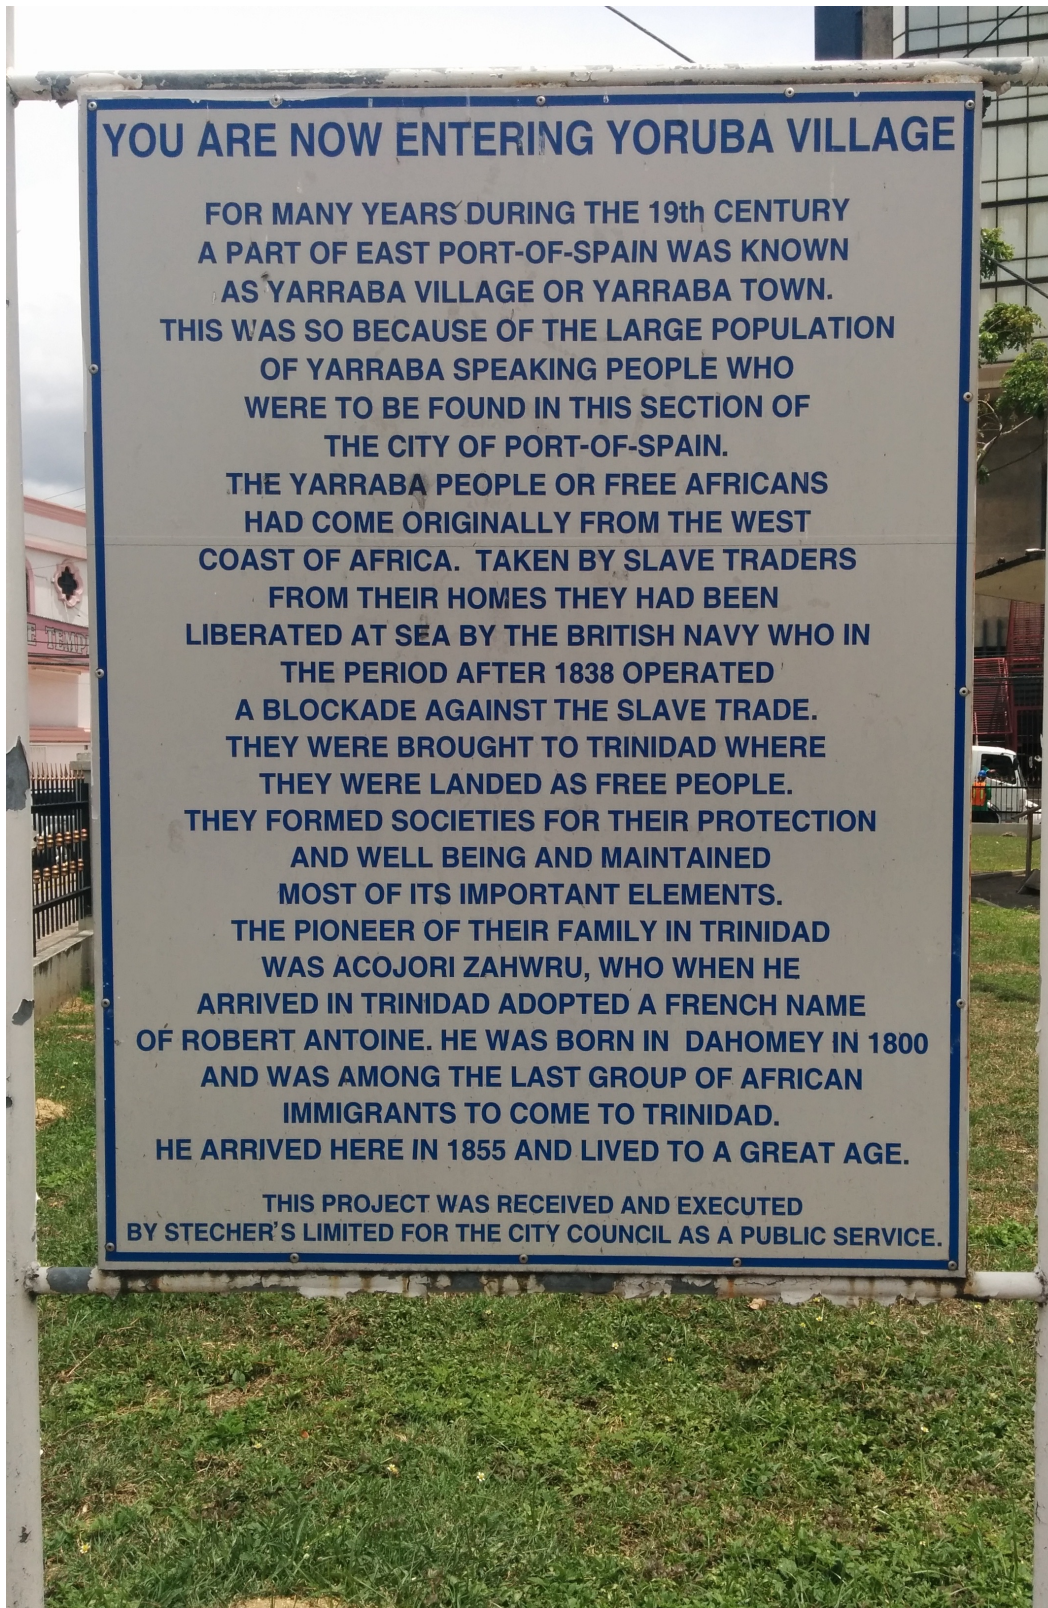 YOU ARE NOW ENTERING YORUBA VILLAGE
FOR MANY YEARS DURING THE 19th CENTURY
A PART OF EAST PORT-OF-SPAIN WAS KNOWN
AS YARRABA VILLAGE OR YARRABA TOWN.
THIS WAS SO BECAUSE OF THE LARGE POPULATION
OF YARRABA SPEAKING PEOPLE WHO
WERE TO BE FOUND IN THIS SECTION OF
THE CITY OF PORT-OF-SPAIN.
THE YARRABA PEOPLE OR FREE AFRICANS
HAD COME ORIGINALLY FROM THE WEST
COAST OF AFRICA. TAKEN BY SLAVE TRADERS
FROM THEIR HOMES THEY HAD BEEN
LIBERATED AT SEA BY THE BRITISH NAVY WHO IN
THE PERIOD AFTER 1838 OPERATED
A BLOCKADE AGAINST THE SLAVE TRADE.
THEY WERE BROUGHT TO TRINIDAD WHERE
THEY WERE LANDED AS FREE PEOPLE.
THEY FORMED SOCIETIES FOR THEIR PROTECTION
AND WELL BEING AND MAINTAINED
MOST OF ITS IMPORTANT ELEMENTS.
THE PIONEER OF THEIR FAMILY IN TRINIDAD
WAS ACOJORI ZAHWRU, WHO WHEN HE
ARRIVED IN TRINIDAD ADOPTED A FRENCH NAME
OF ROBERT ANTOINE. HE WAS BORN IN DAHOMEY IN 1800
AND WAS AMONG THE LAST GROUP OF AFRICAN
IMMIGRANTS TO COME TO TRINIDAD.
HE ARRIVED HERE IN 1855 AND LIVED TO A GREAT AGE.
THIS PROJECT WAS RECEIVED AND EXECUTED
BY STECHER'S LIMITED FOR THE CITY COUNCIL AS A PUBLIC SERVICE.